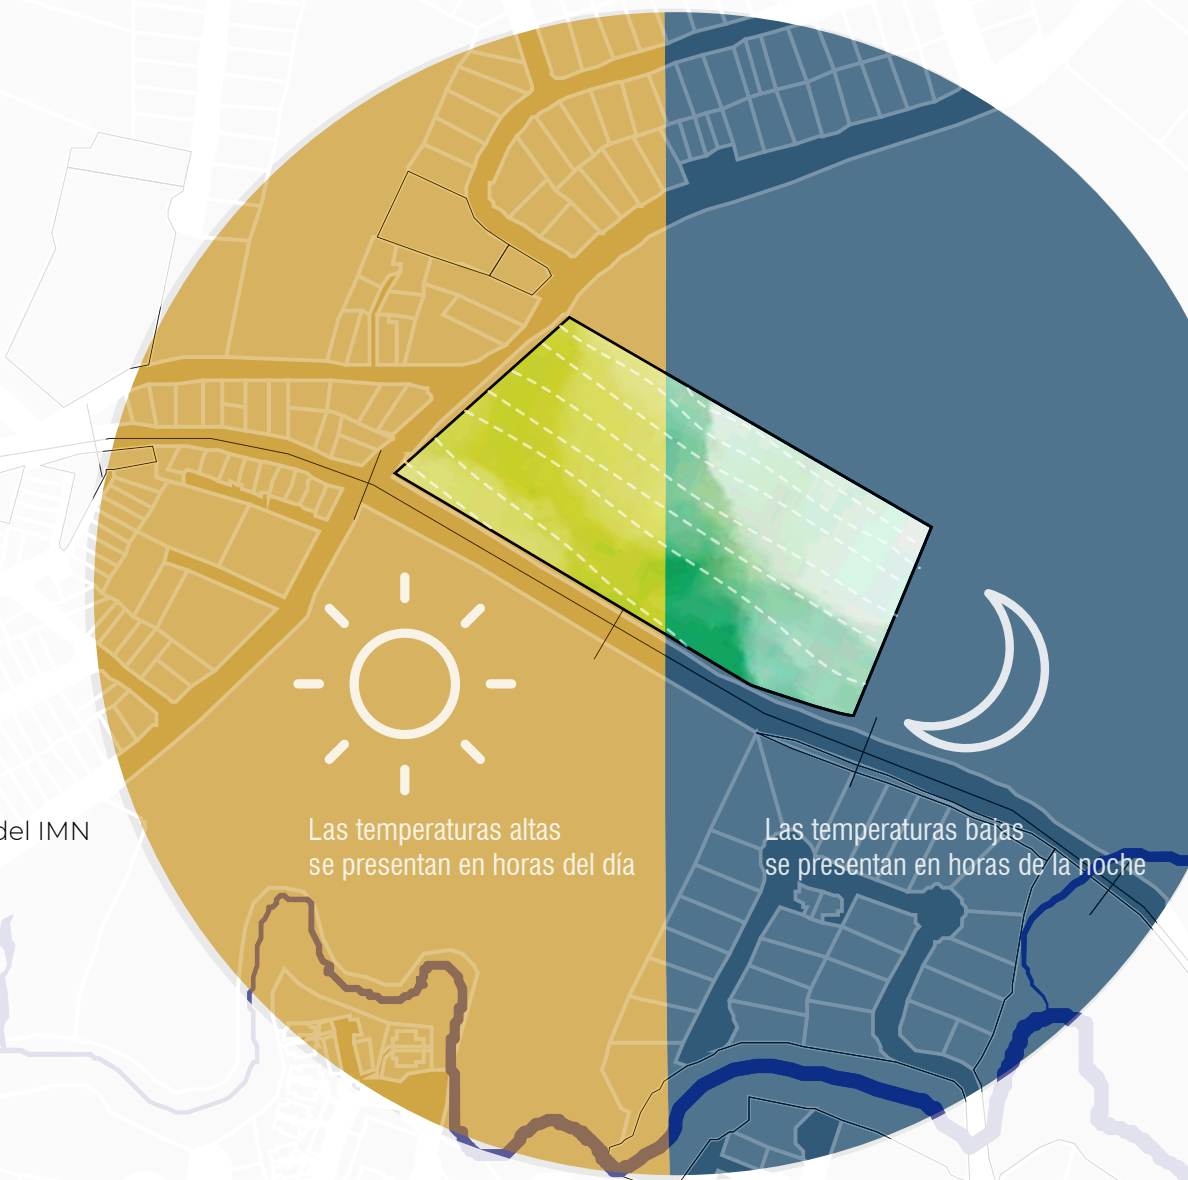 del IMN
Las temperaturas altas
se presentan en horas del día
Las temperaturas bajas
se presentan en horas de la noche